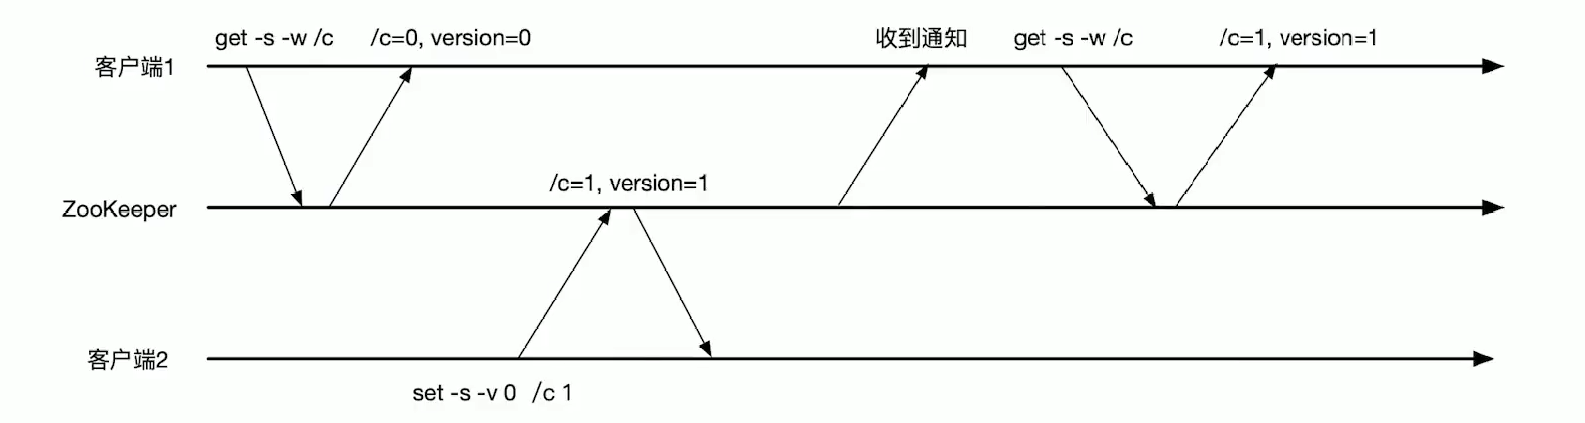 get -s -w /c
/c=0, version=0
收到通知
get -s -w /c
/c=1, version=1
客户端1
/c=1, version=1
ZooKeeper
客户端2
set -s -v 0 /c 1